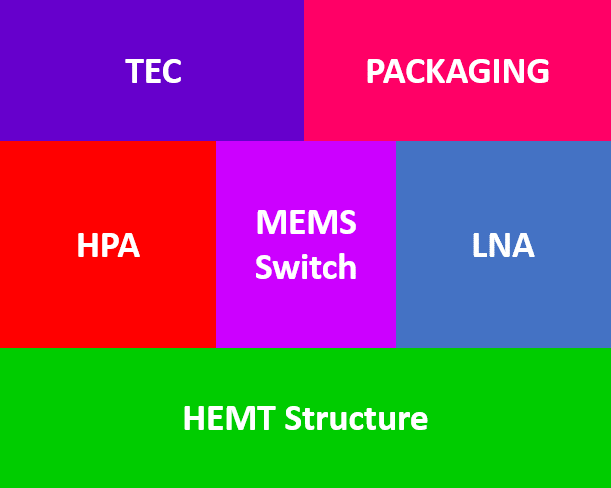 TEC
PACKAGING
HPA
MEMS
Switch
LNA
HEMT Structure